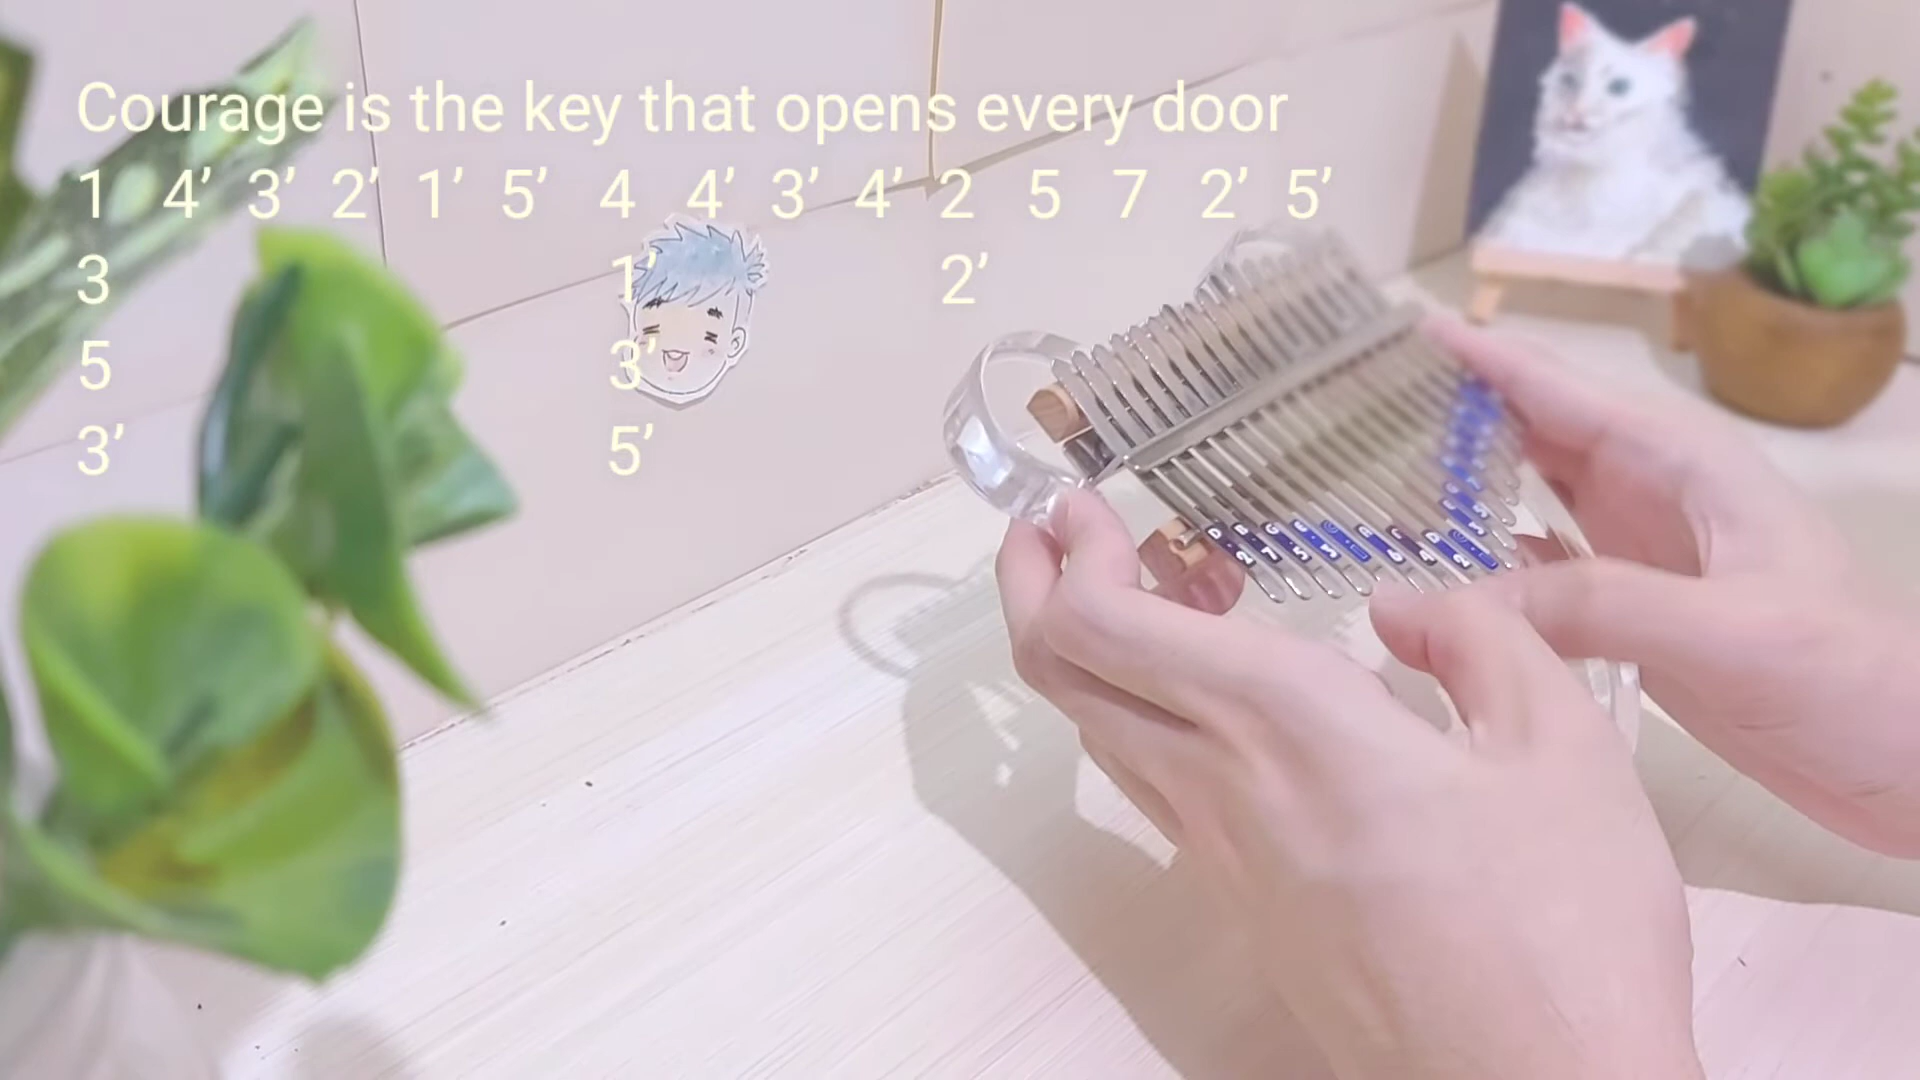 Courage is the key that opens every door
1 4’ 3’ 2’ 1’ 5’ 4 4’ 3’ 4’ 2 5 7 2’ 5’
3 1’ 2’
5 3’
3’ 5’